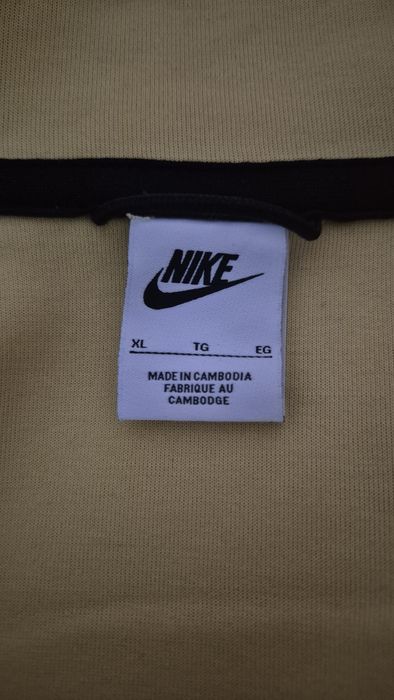 NIKE
XL TG EG
MADE IN CAMBODIA
FABRIQUE AU
CAMBODGE